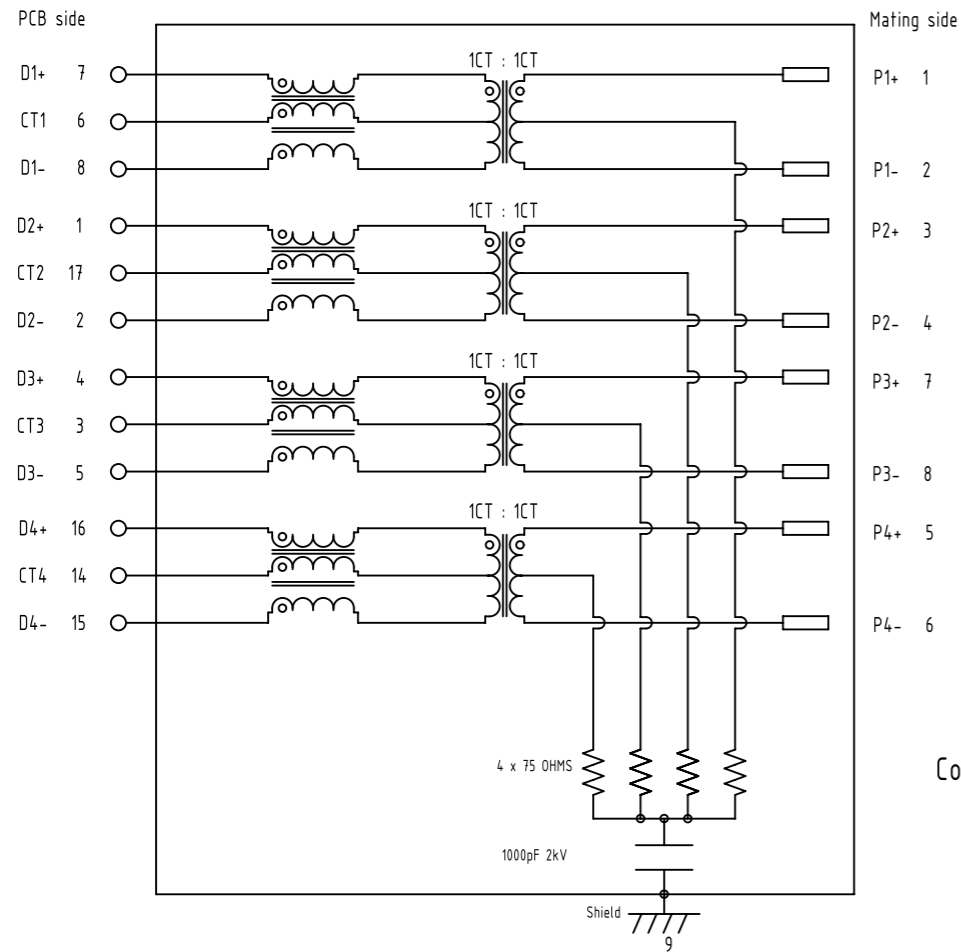 PCB side
Mating side
1CT : 1CT
D1+ 7
P1+ 1
CT1 6
D1- 8
P1- 2
1CT : 1CT
D2+ 1
P2+ 3
CT2 17
D2- 2
P2- 4
1CT : 1CT
D3+ 4
P3+ 7
CT3 3
D3- 5
P3- 8
1CT : 1CT
D4+ 16
P4+ 5
CT4 14
D4- 15
P4- 6
4 x 75 OHMS
Co
1000pF 2kV
Shield
9